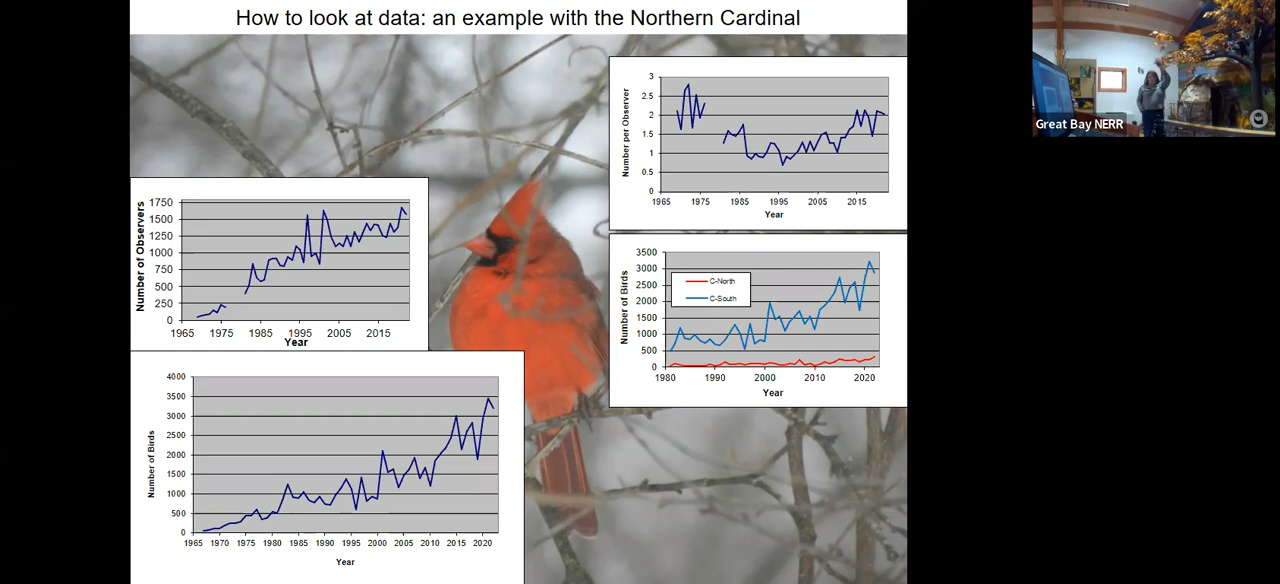 How to look at data: an example with the Northern Cardinal
Great Bay NERR
Number per Observer
3
2.5
2
1.5
1
0.5
0
1965 1975 1985 1995 2005 2015
Year
Number of Observers
1750
1500
1250
1000
750
500
250
0
1965 1975 1985 1995 2005 2015
Year
Number of Birds
3500
3000
2500
2000
1500
1000
500
0
C-North
C-South
1980 1990 2000 2010 2020
Year
Number of Birds
4000
3500
3000
2500
2000
1500
1000
500
0
1965 1970 1975 1980 1985 1990 1995 2000 2005 2010 2015 2020
Year